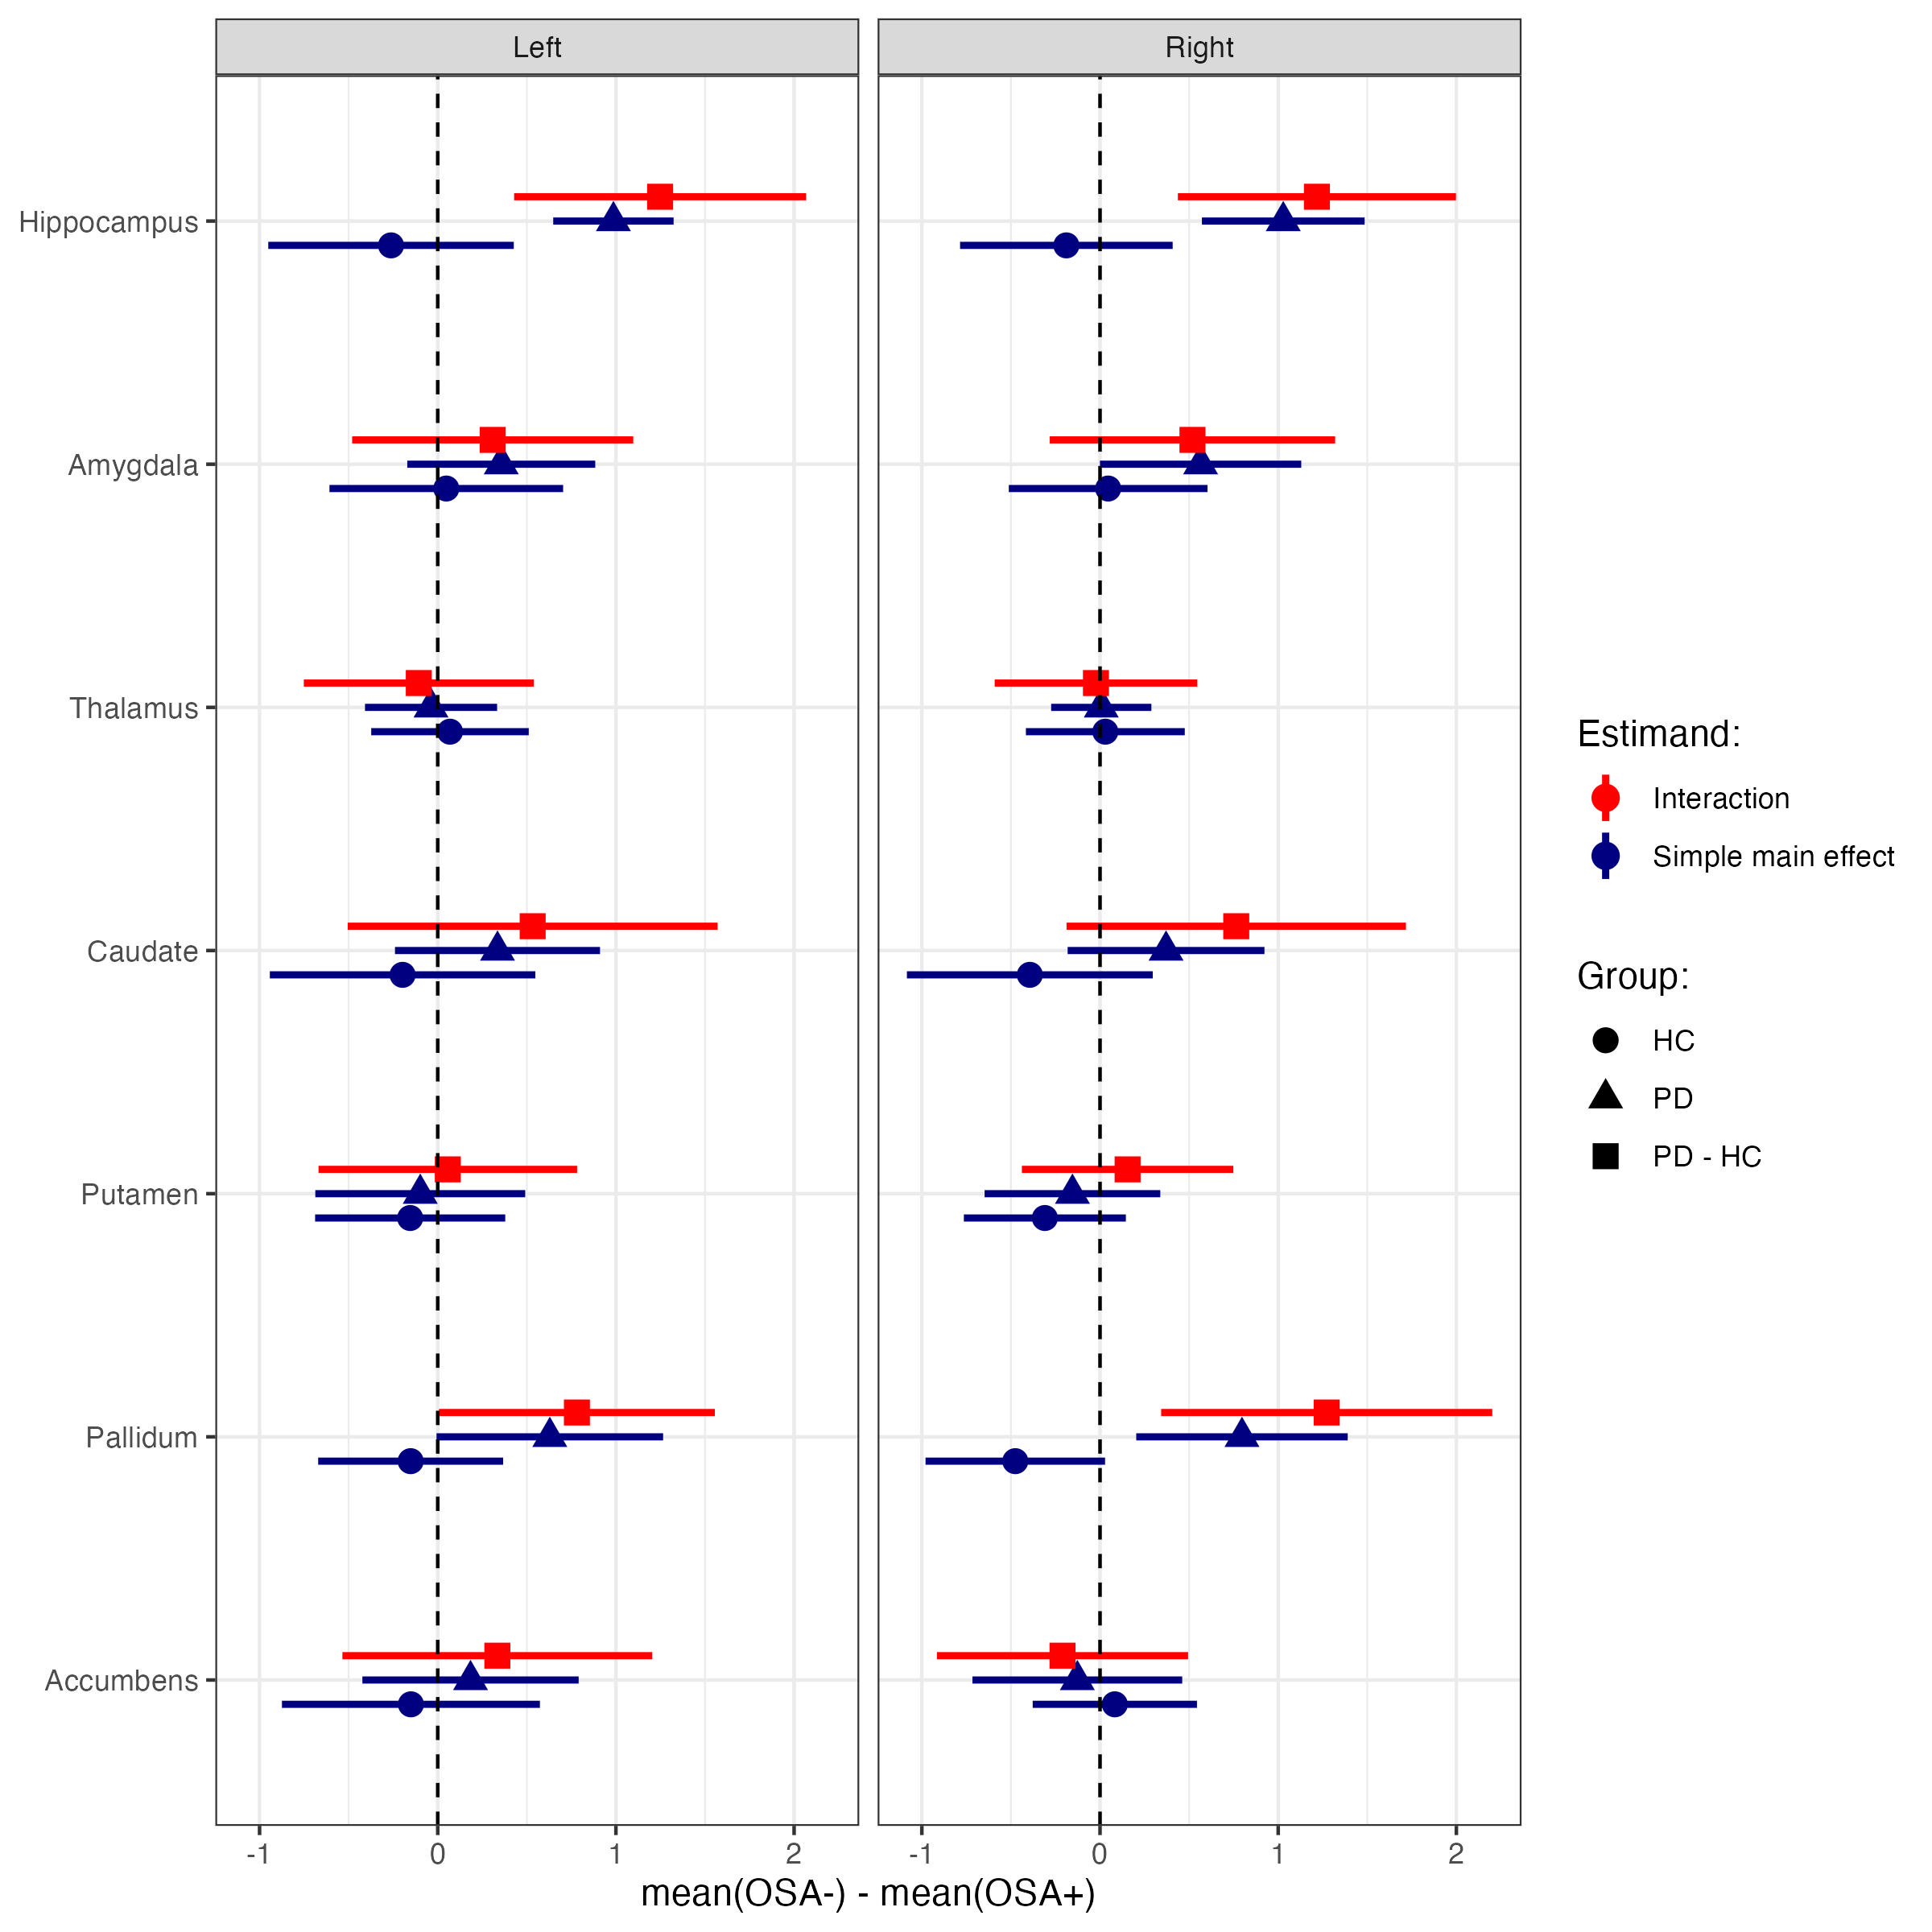 Left Right
Hippocampus
Amygdala
Thalamus
Caudate
Putamen
Pallidum
Accumbens
-1 0 1 2 -1 0 1 2
mean(OSA-) - mean(OSA+)
Estimand:
Interaction
Simple main effect
Group:
HC
PD
PD - HC